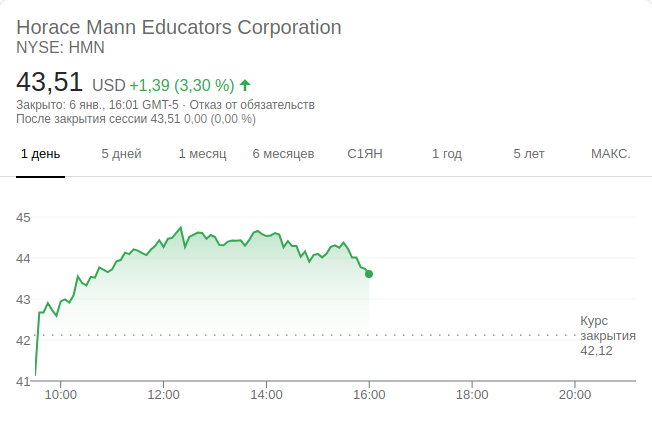 Horace Mann Educators Corporation
NYSE: HMN
43,51 USD +1,39 (3,30 %)
Закрыто: 6 янв., 16:01 GMT-5 · Отказ от обязательств
После закрытия сессии 43,51 0,00 (0,00 %)
1 день 5 дней 1 месяц 6 месяцев С1ЯН 1 год 5 лет МАКС.
45
44
43
Курс
закрытия
42
42,12
41
10:00 12:00 14:00 16:00 18:00 20:00